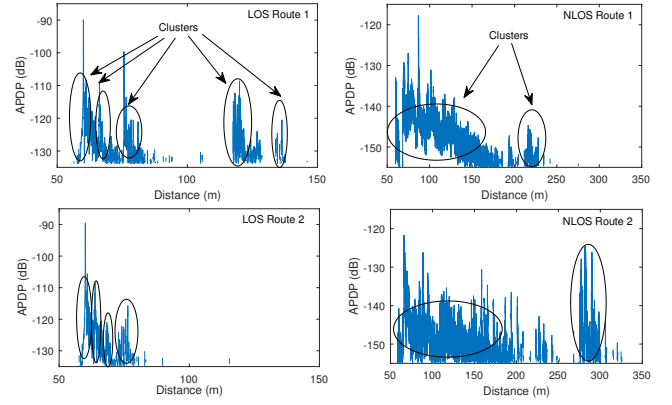 LOS Route 1
Clusters
APDP (dB)
-90
-100
-110
-120
-130
50
100
150
Distance (m)
NLOS Route 1
Clusters
APDP (dB)
-120
-130
-140
-150
50
100
150
200
250
300
350
Distance (m)
LOS Route 2
APDP (dB)
-90
-100
-110
-120
-130
50
100
150
Distance (m)
NLOS Route 2
APDP (dB)
-120
-130
-140
-150
50
100
150
200
250
300
350
Distance (m)